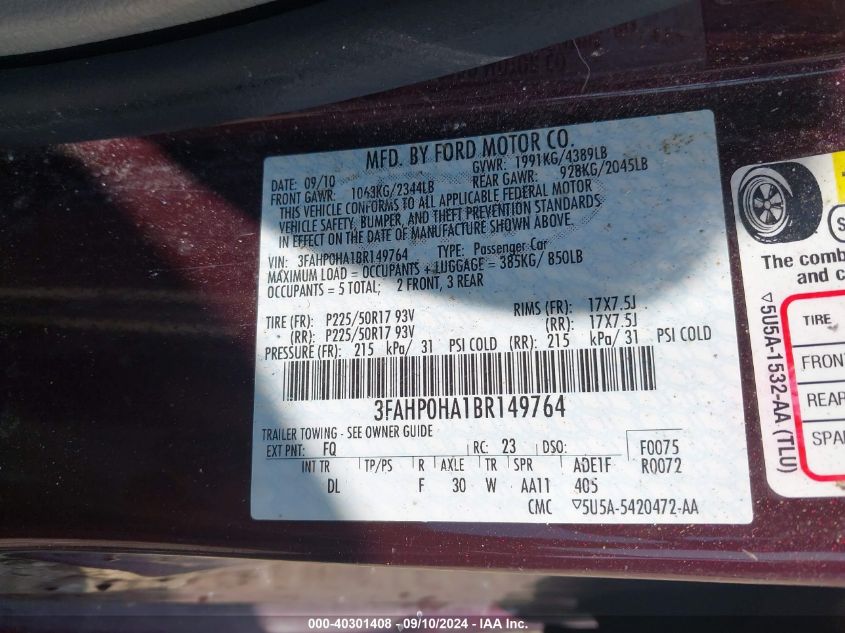 MFD. BY FORD MOTOR CO.
DATE: 09/10 GVWR: 1991KG/4389LB
FRONT GAWR: 1063KG/2344LB REAR GAWR: 928KG/2045LB
THIS VEHICLE CONFORMS TO ALL APPLICABLE FEDERAL MOTOR
VEHICLE SAFETY, BUMPER, AND THEFT PREVENTION STANDARDS
IN EFFECT ON THE DATE OF MANUFACTURE SHOWN ABOVE.
VIN: 3FAHP0HA1BR149764 TYPE: Passenger Car
MAXIMUM LOAD = OCCUPANTS + LUGGAGE = 385KG/ 850LB
OCCUPANTS = 5 TOTAL; 2 FRONT, 3 REAR
TIRE (FR): P225/50R17 93V RIMS (FR): 17X7.5J
(RR): P225/50R17 93V (RR): 17X7.5J
PRESSURE (FR): 215 kPa/ 31 PSI COLD (RR): 215 kPa/ 31 PSI COLD
3FAHP0HA1BR149764
TRAILER TOWING - SEE OWNER GUIDE
EXT PNT: FQ RC: 23 DSO: F0075
INT TR TP/PS R AXLE TR SPR ADE1F R0072
DL F 30 W AA11 405
CMC ▽5U5A-5420472-AA
The comb
and c
TIRE
FRON
REAR
SPA
▽5U5A-1532-AA (TLU)
000-40301408 - 09/10/2024 - IAA Inc.